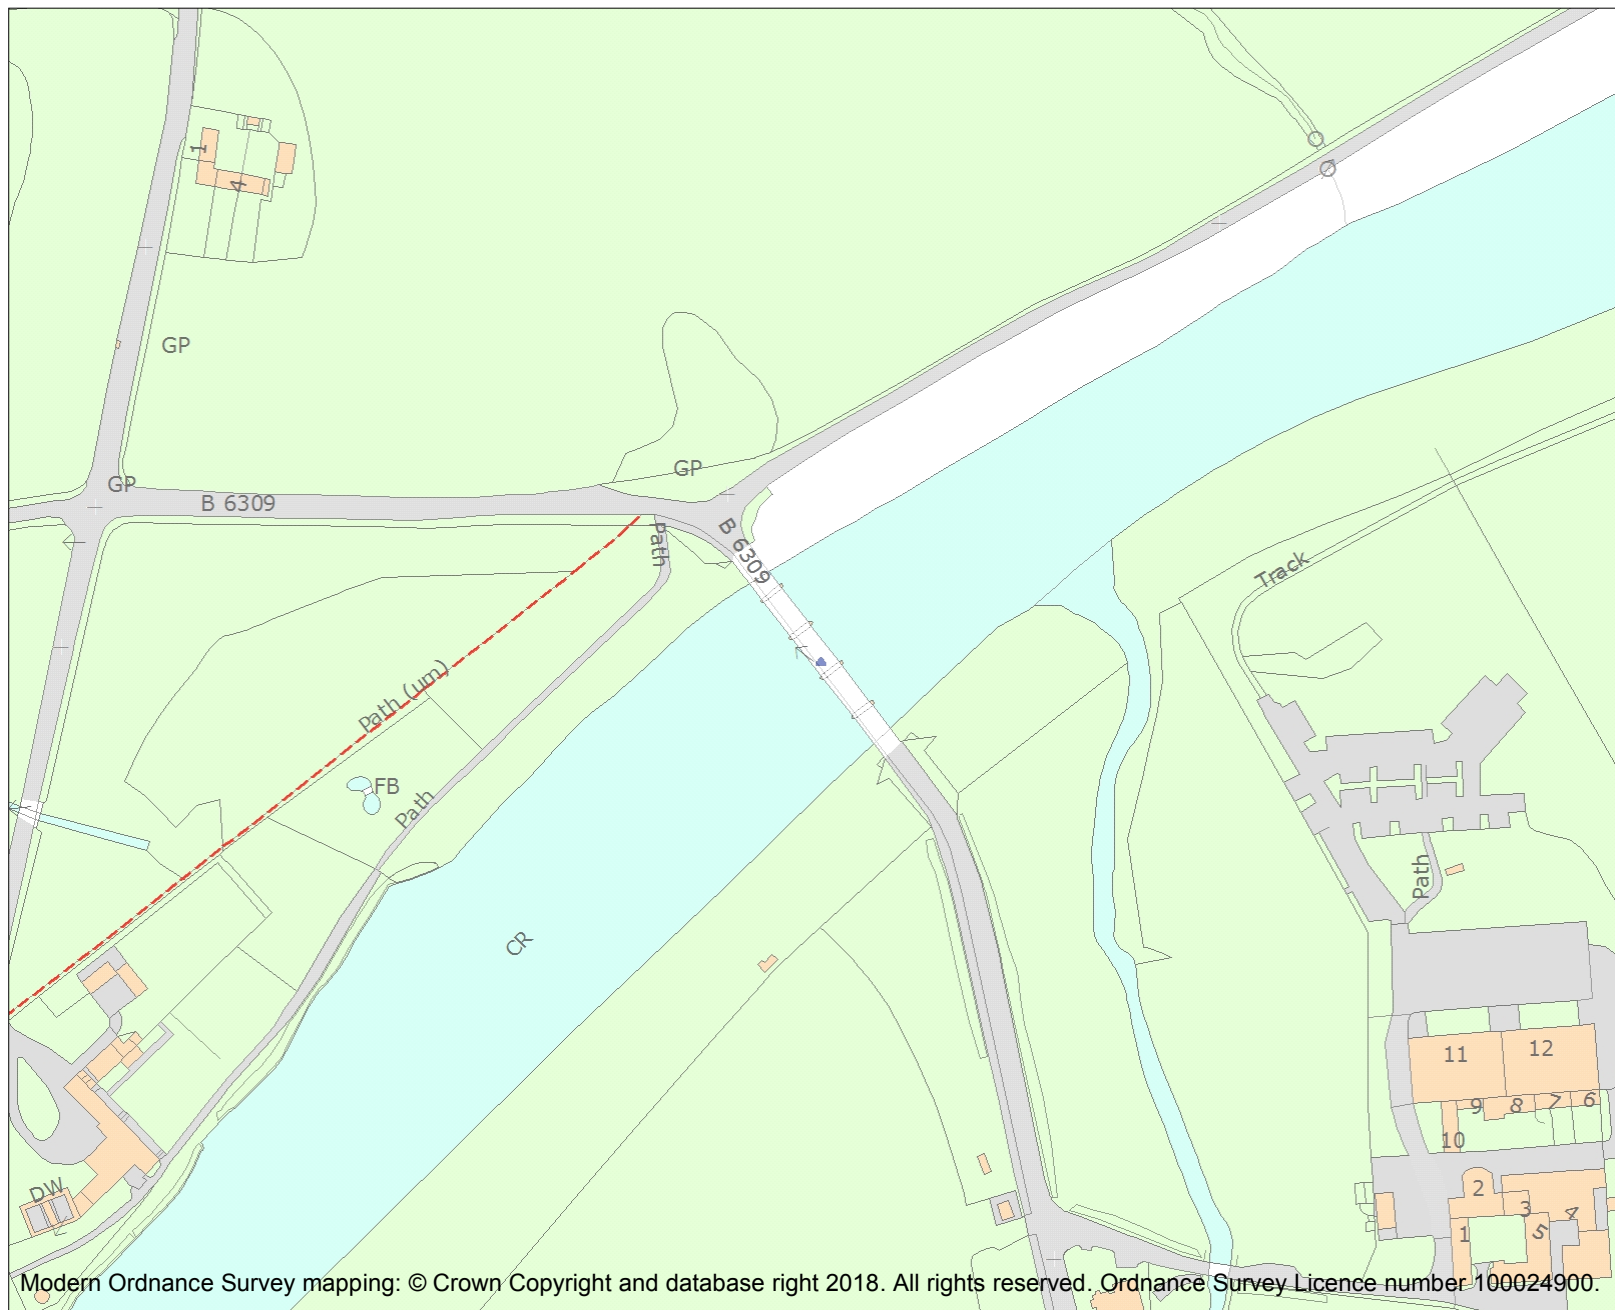 1
4
GP
GP
GP
B 6309
Path
B 6309
Track
Path (um)
FB
Path
Path
CR
11
12
9
8
7
6
10
DW
2
3
4
1
5
Modern Ordnance Survey mapping: © Crown Copyright and database right 2018. All rights reserved. Ordnance Survey Licence number 100024900.